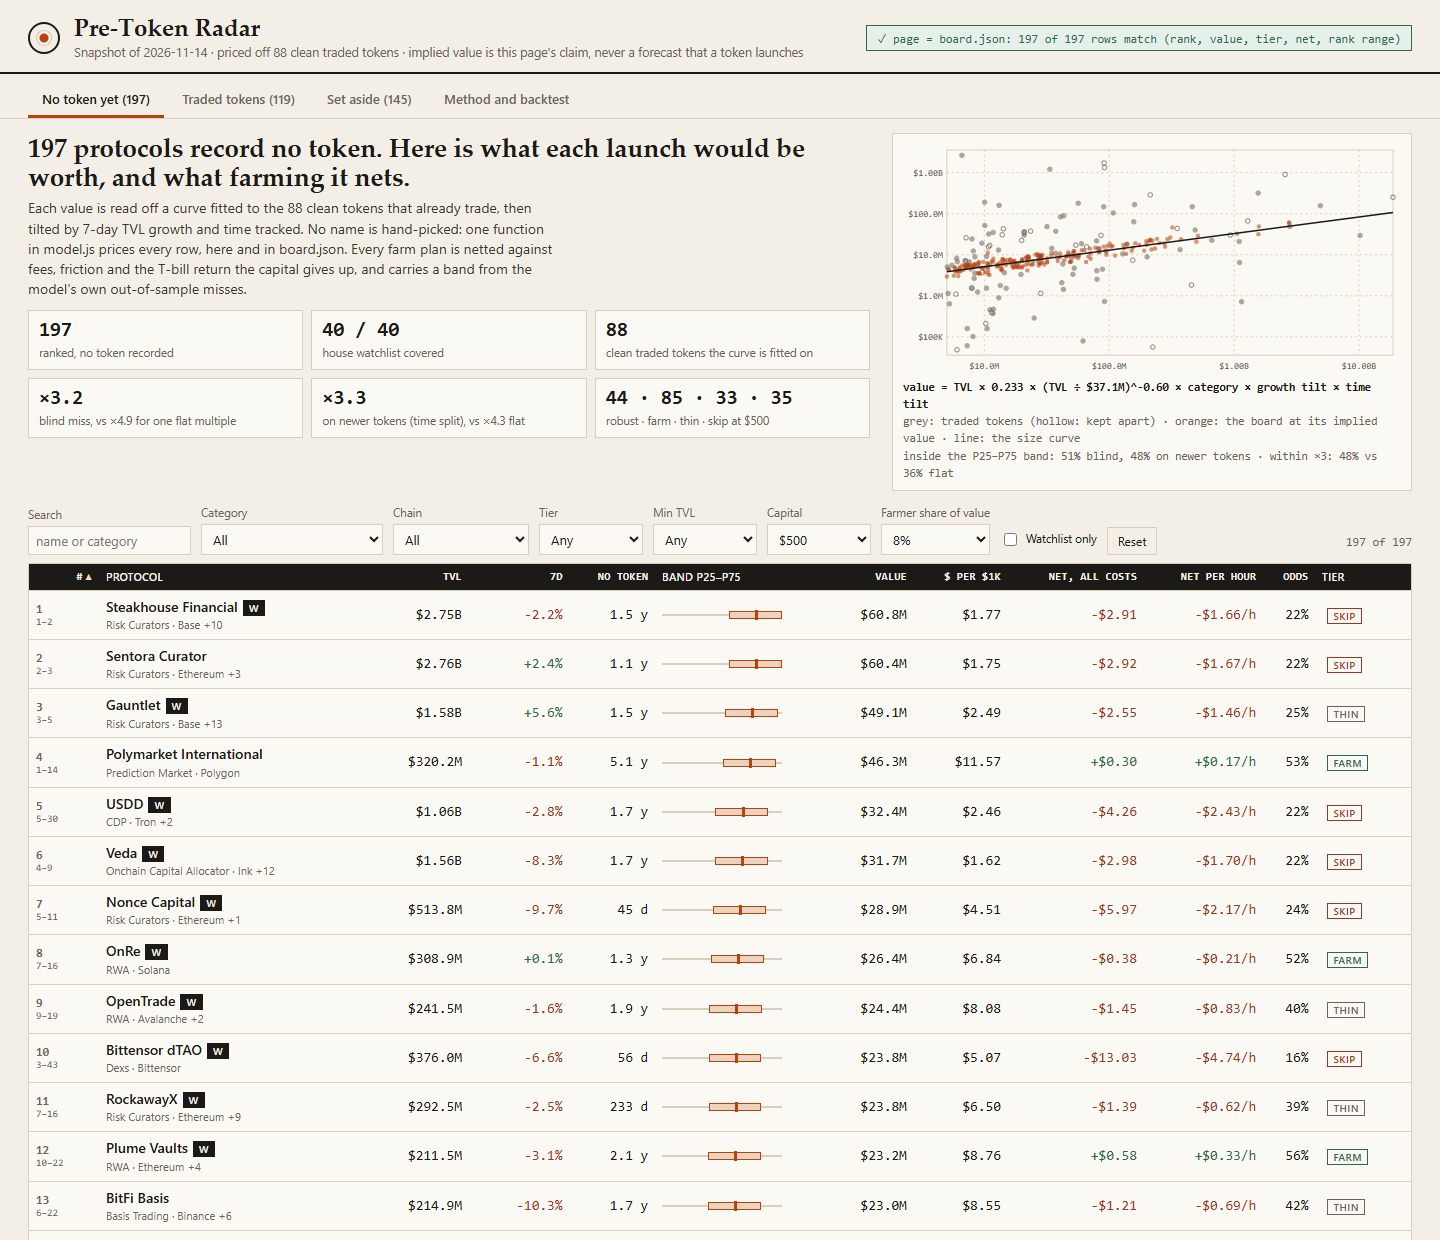 Pre-Token Radar
Snapshot of 2026-11-14 · priced off 88 clean traded tokens · implied value is this page's claim, never a forecast that a token launches
✓ page = board.json: 197 of 197 rows match (rank, value, tier, net, rank range)
No token yet (197) Traded tokens (119) Set aside (145) Method and backtest
197 protocols record no token. Here is what each launch would be
worth, and what farming it nets.
Each value is read off a curve fitted to the 88 clean tokens that already trade, then
tilted by 7-day TVL growth and time tracked. No name is hand-picked: one function
in model.js prices every row, here and in board.json. Every farm plan is netted against
fees, friction and the T-bill return the capital gives up, and carries a band from the
model's own out-of-sample misses.
197
ranked, no token recorded
40 / 40
house watchlist covered
88
clean traded tokens the curve is fitted on
×3.2
blind miss, vs ×4.9 for one flat multiple
×3.3
on newer tokens (time split), vs ×4.3 flat
44 · 85 · 33 · 35
robust · farm · thin · skip at $500
$1.00B
$100.0M
$10.0M
$1.0M
$100K
$10.0M $100.0M $1.00B $10.00B
value = TVL × 0.233 × (TVL ÷ $37.1M)^-0.60 × category × growth tilt × time
tilt
grey: traded tokens (hollow: kept apart) · orange: the board at its implied
value · line: the size curve
inside the P25–P75 band: 51% blind, 48% on newer tokens · within ×3: 48% vs
36% flat
Search Category Chain Tier Min TVL Capital Farmer share of value
name or category All All Any Any $500 8% Watchlist only Reset 197 of 197
# ▲ PROTOCOL TVL 7D NO TOKEN BAND P25–P75 VALUE $ PER $1K NET, ALL COSTS NET PER HOUR ODDS TIER
1 Steakhouse Financial W $2.75B -2.2% 1.5 y $60.8M $1.77 -$2.91 -$1.66/h 22% SKIP
1–2 Risk Curators · Base +10
2 Sentora Curator $2.76B +2.4% 1.1 y $60.4M $1.75 -$2.92 -$1.67/h 22% SKIP
2–3 Risk Curators · Ethereum +3
3 Gauntlet W $1.58B +5.6% 1.5 y $49.1M $2.49 -$2.55 -$1.46/h 25% THIN
3–5 Risk Curators · Base +13
4 Polymarket International $320.2M -1.1% 5.1 y $46.3M $11.57 +$0.30 +$0.17/h 53% FARM
1–14 Prediction Market · Polygon
5 USDD W $1.06B -2.8% 1.7 y $32.4M $2.46 -$4.26 -$2.43/h 22% SKIP
5–30 CDP · Tron +2
6 Veda W $1.56B -8.3% 1.7 y $31.7M $1.62 -$2.98 -$1.70/h 22% SKIP
4–9 Onchain Capital Allocator · Ink +12
7 Nonce Capital W $513.8M -9.7% 45 d $28.9M $4.51 -$5.97 -$2.17/h 24% SKIP
5–11 Risk Curators · Ethereum +1
8 OnRe W $308.9M +0.1% 1.3 y $26.4M $6.84 -$0.38 -$0.21/h 52% FARM
7–16 RWA · Solana
9 OpenTrade W $241.5M -1.6% 1.9 y $24.4M $8.08 -$1.45 -$0.83/h 40% THIN
9–19 RWA · Avalanche +2
10 Bittensor dTAO W $376.0M -6.6% 56 d $23.8M $5.07 -$13.03 -$4.74/h 16% SKIP
3–43 Dexs · Bittensor
11 RockawayX W $292.5M -2.5% 233 d $23.8M $6.50 -$1.39 -$0.62/h 39% THIN
7–16 Risk Curators · Ethereum +9
12 Plume Vaults W $211.5M -3.1% 2.1 y $23.2M $8.76 +$0.58 +$0.33/h 56% FARM
10–22 RWA · Ethereum +4
13 BitFi Basis $214.9M -10.3% 1.7 y $23.0M $8.55 -$1.21 -$0.69/h 42% THIN
6–22 Basis Trading · Binance +6